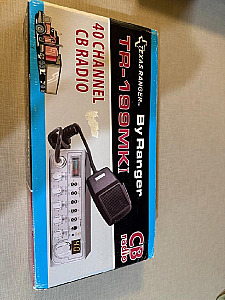 TEXAS RANGER
TR-199MKI
By Ranger
40 CHANNEL
CB RADIO
CB
radio